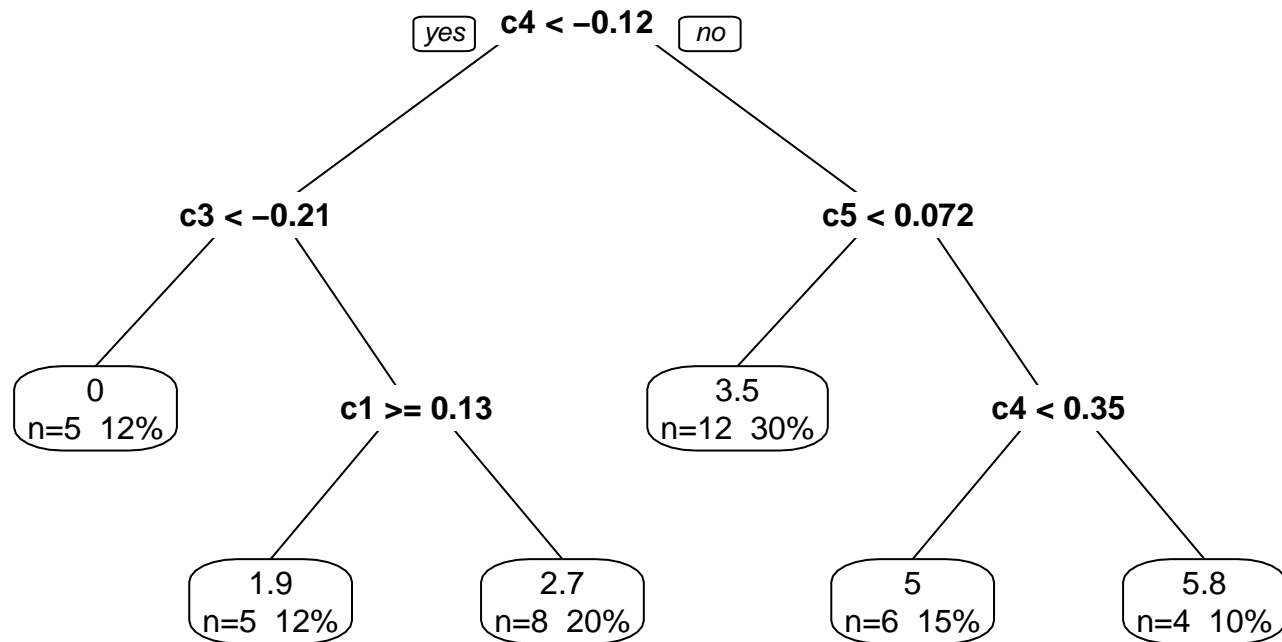 yes c4 < −0.12 no
c3 < −0.21 c5 < 0.072
0
n=5 12%
c1 >= 0.13
3.5
n=12 30%
c4 < 0.35
1.9
n=5 12%
2.7
n=8 20%
5
n=6 15%
5.8
n=4 10%